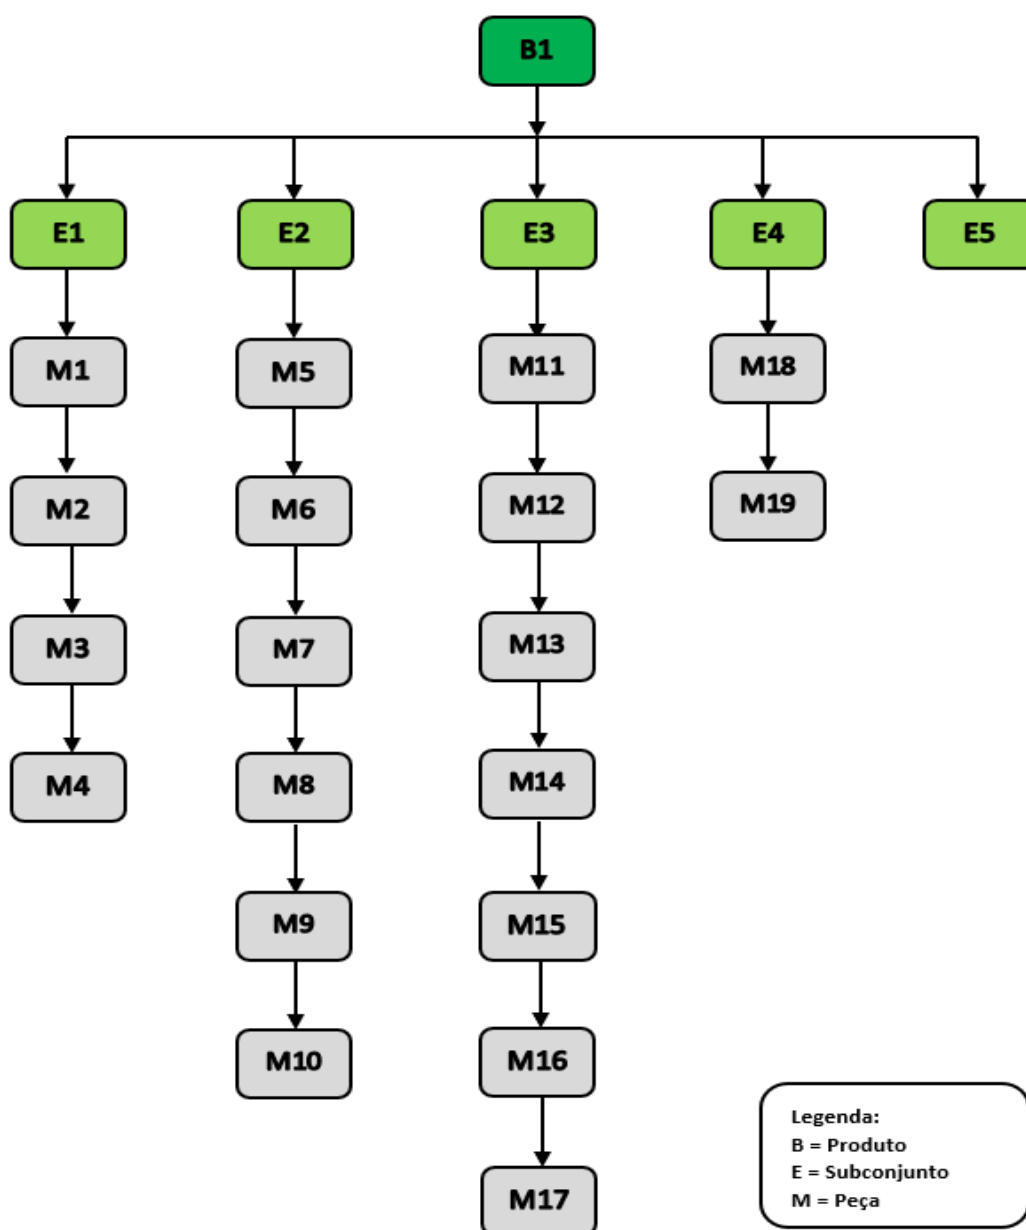 B1
E1 E2 E3 E4 E5
M1 M5 M11 M18
M2 M6 M12 M19
M3 M7 M13
M4 M8 M14
M9 M15
M10 M16
M17
Legenda:
B = Produto
E = Subconjunto
M = Peça